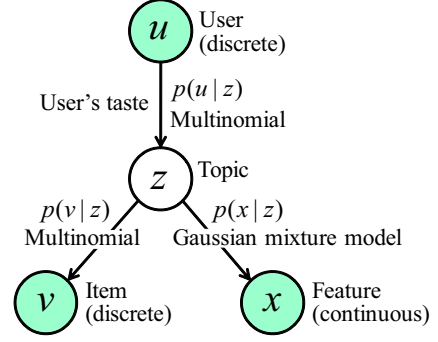 u
User
(discrete)
User's taste
p(u | z)
Multinomial
z
Topic
p(v | z)
Multinomial
p(x | z)
Gaussian mixture model
v
Item
(discrete)
x
Feature
(continuous)